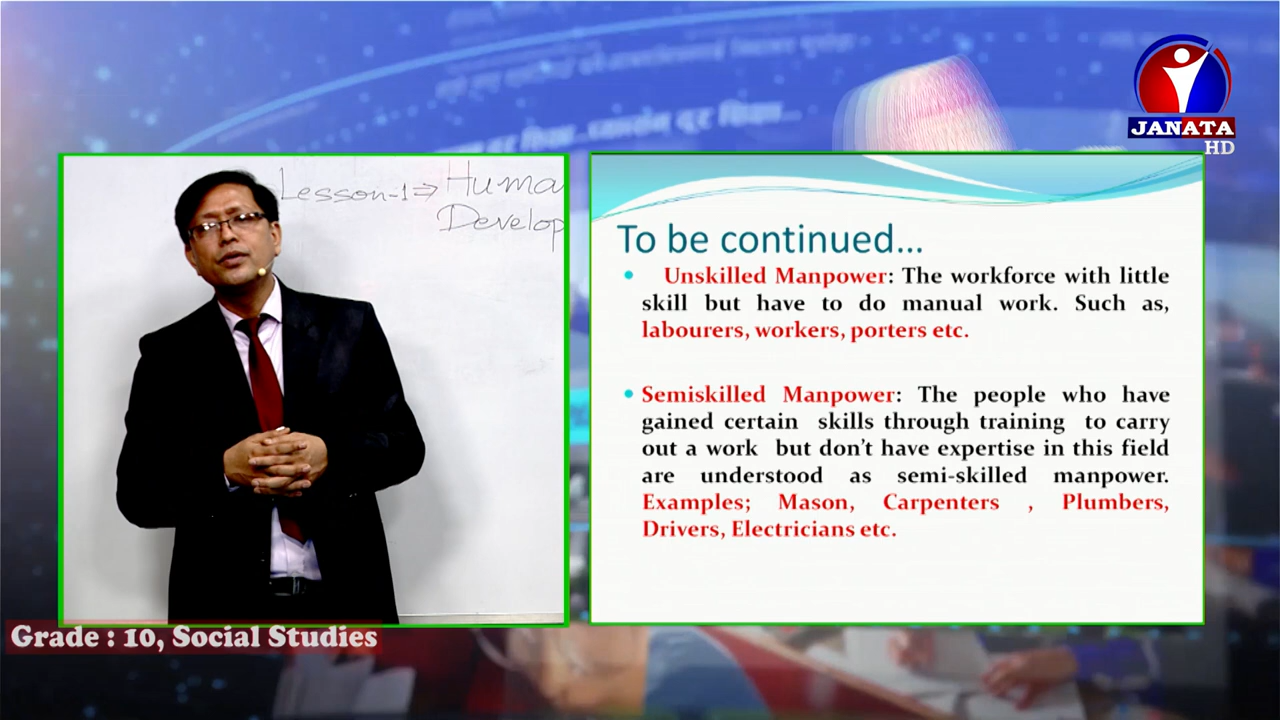 JANATA
HD
Lesson-1⇒ Huma
Develop
To be continued...
• Unskilled Manpower: The workforce with little
skill but have to do manual work. Such as,
labourers, workers, porters etc.
• Semiskilled Manpower: The people who have
gained certain skills through training to carry
out a work but don't have expertise in this field
are understood as semi-skilled manpower.
Examples; Mason, Carpenters , Plumbers,
Drivers, Electricians etc.
Grade : 10, Social Studies